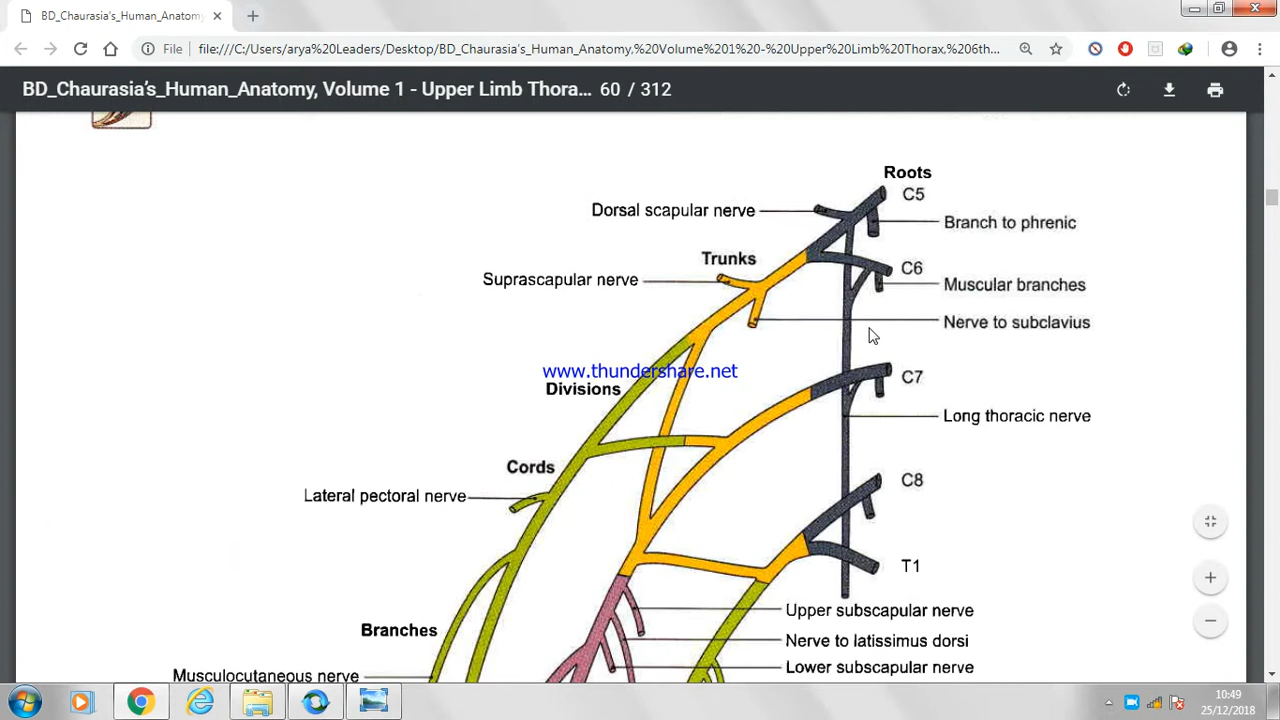 BD_Chaurasia's_Human_Anatomy
File
file:///C:/Users/arya%20Leaders/Desktop/BD_Chaurasia's_Human_Anatomy,%20Volume%201%20-%20Upper%20Limb%20Thorax,%206th...
BD_Chaurasia's_Human_Anatomy, Volume 1 - Upper Limb Thora... 60 / 312
Roots
C5
Dorsal scapular nerve
Branch to phrenic
Trunks
C6
Suprascapular nerve
Muscular branches
Nerve to subclavius
www.thundershare.net
Divisions
C7
Long thoracic nerve
Cords
C8
Lateral pectoral nerve
T1
Upper subscapular nerve
Branches
Nerve to latissimus dorsi
Lower subscapular nerve
Musculocutaneous nerve
10:49
25/12/2018